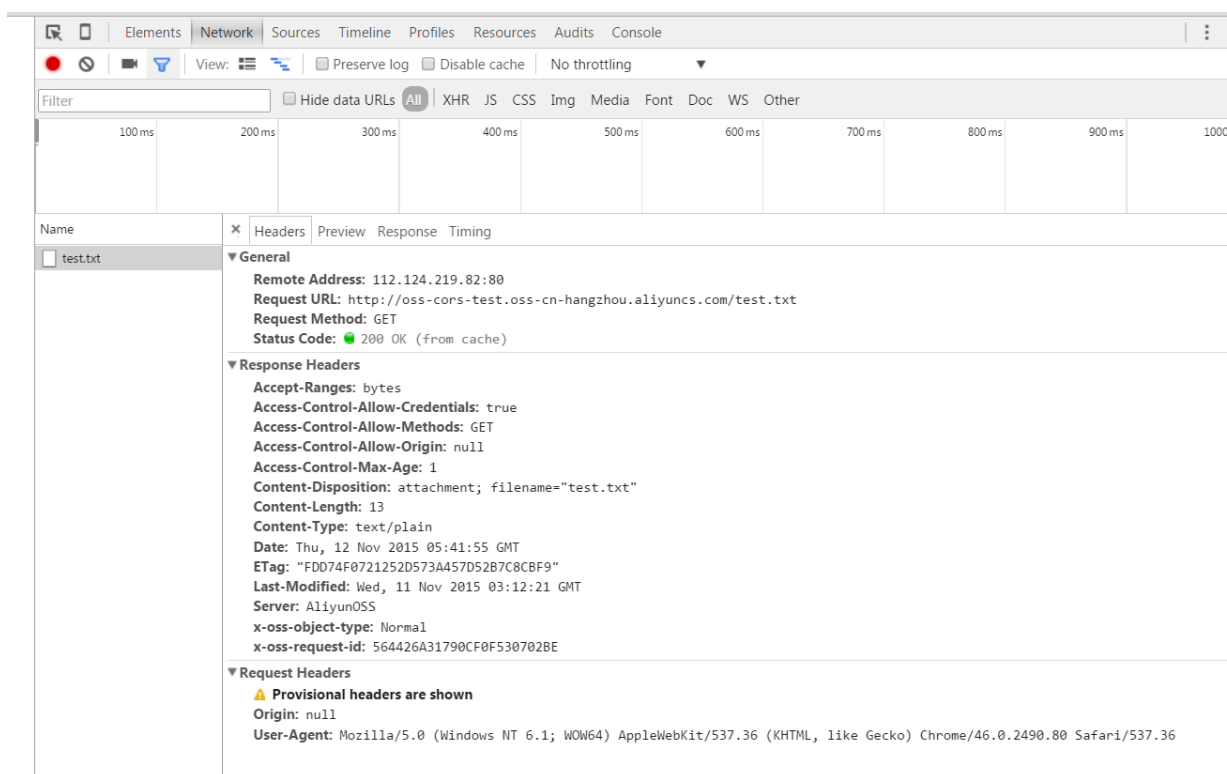 Elements Network Sources Timeline Profiles Resources Audits Console
View: Preserve log Disable cache No throttling
Filter Hide data URLs All XHR JS CSS Img Media Font Doc WS Other
100 ms 200 ms 300 ms 400 ms 500 ms 600 ms 700 ms 800 ms 900 ms 1000
Name × Headers Preview Response Timing
test.txt
General
Remote Address: 112.124.219.82:80
Request URL: http://oss-cors-test.oss-cn-hangzhou.aliyuncs.com/test.txt
Request Method: GET
Status Code: 200 OK (from cache)
Response Headers
Accept-Ranges: bytes
Access-Control-Allow-Credentials: true
Access-Control-Allow-Methods: GET
Access-Control-Allow-Origin: null
Access-Control-Max-Age: 1
Content-Disposition: attachment; filename="test.txt"
Content-Length: 13
Content-Type: text/plain
Date: Thu, 12 Nov 2015 05:41:55 GMT
ETag: "FDD74F0721252D573A457D52B7C8CBF9"
Last-Modified: Wed, 11 Nov 2015 03:12:21 GMT
Server: AliyunOSS
x-oss-object-type: Normal
x-oss-request-id: 564426A31790CF0F530702BE
Request Headers
Provisional headers are shown
Origin: null
User-Agent: Mozilla/5.0 (Windows NT 6.1; WOW64) AppleWebKit/537.36 (KHTML, like Gecko) Chrome/46.0.2490.80 Safari/537.36